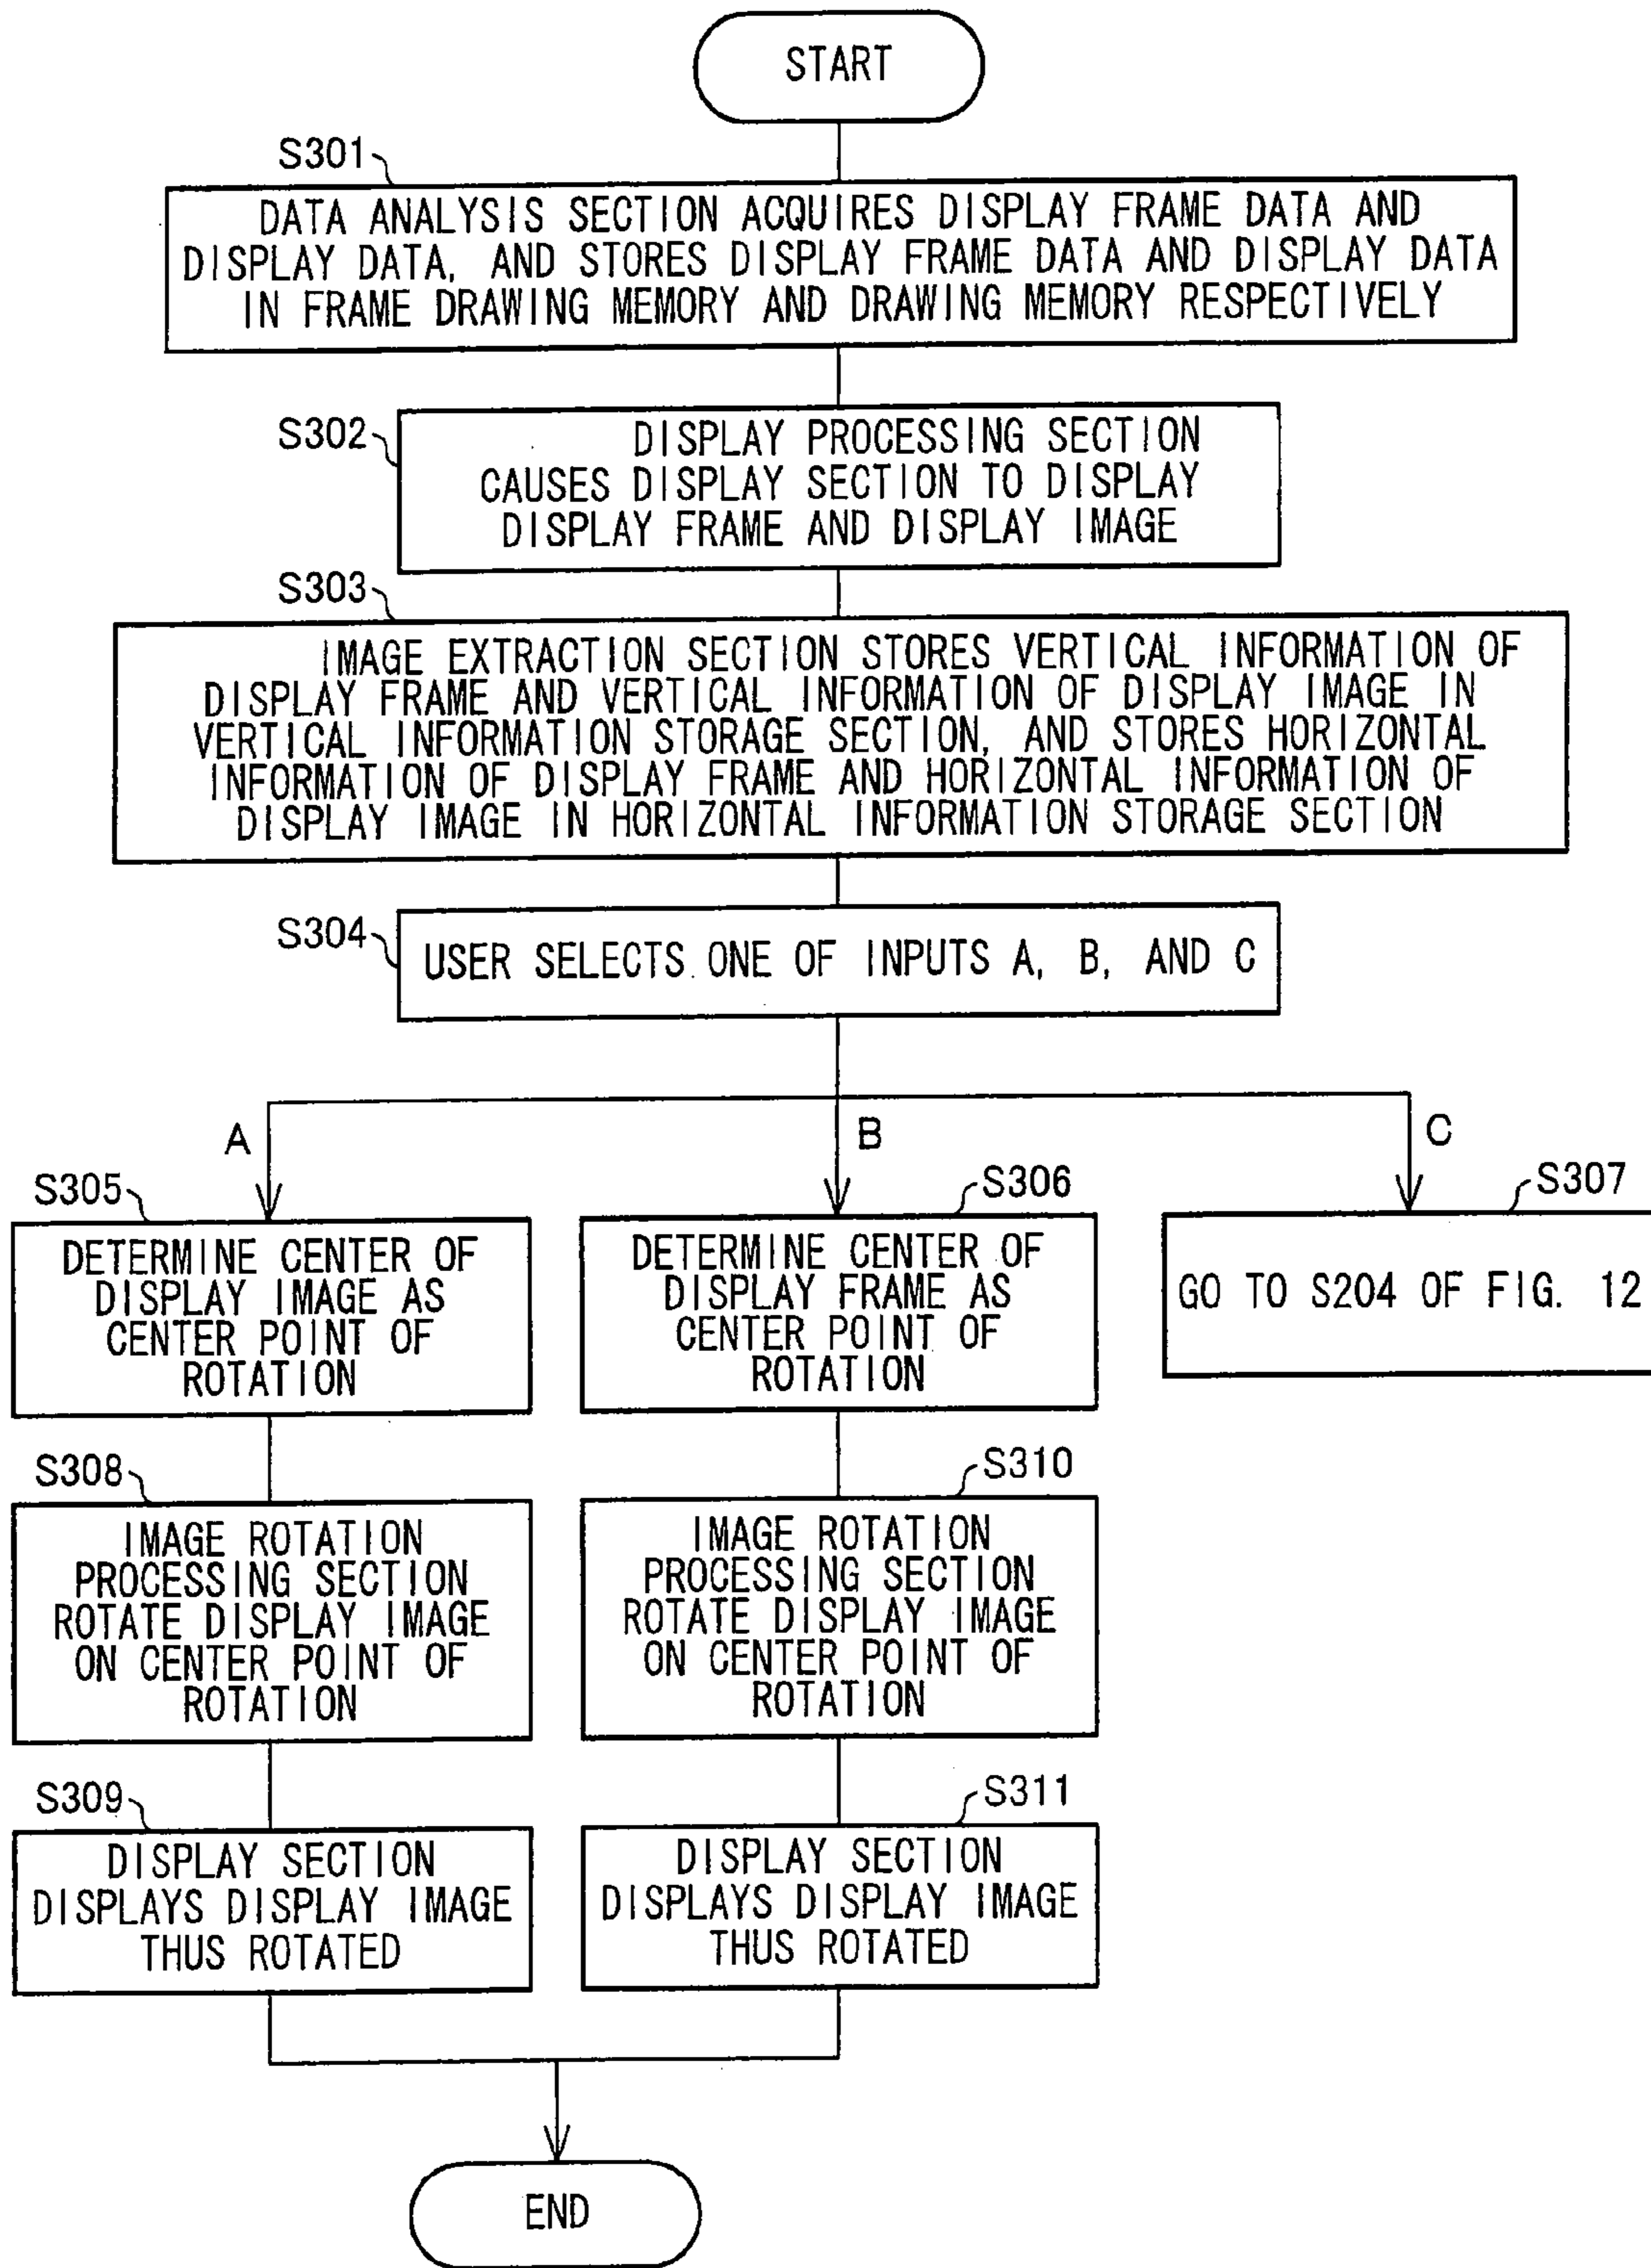 START
S301
DATA ANALYSIS SECTION ACQUIRES DISPLAY FRAME DATA AND
DISPLAY DATA, AND STORES DISPLAY FRAME DATA AND DISPLAY DATA
IN FRAME DRAWING MEMORY AND DRAWING MEMORY RESPECTIVELY
S302
DISPLAY PROCESSING SECTION
CAUSES DISPLAY SECTION TO DISPLAY
DISPLAY FRAME AND DISPLAY IMAGE
S303
IMAGE EXTRACTION SECTION STORES VERTICAL INFORMATION OF
DISPLAY FRAME AND VERTICAL INFORMATION OF DISPLAY IMAGE IN
VERTICAL INFORMATION STORAGE SECTION, AND STORES HORIZONTAL
INFORMATION OF DISPLAY FRAME AND HORIZONTAL INFORMATION OF
DISPLAY IMAGE IN HORIZONTAL INFORMATION STORAGE SECTION
S304
USER SELECTS ONE OF INPUTS A, B, AND C
A
B
C
S305
DETERMINE CENTER OF
DISPLAY IMAGE AS
CENTER POINT OF
ROTATION
S306
DETERMINE CENTER OF
DISPLAY FRAME AS
CENTER POINT OF
ROTATION
S307
GO TO S204 OF FIG. 12
S308
IMAGE ROTATION
PROCESSING SECTION
ROTATE DISPLAY IMAGE
ON CENTER POINT OF
ROTATION
S310
IMAGE ROTATION
PROCESSING SECTION
ROTATE DISPLAY IMAGE
ON CENTER POINT OF
ROTATION
S309
DISPLAY SECTION
DISPLAYS DISPLAY IMAGE
THUS ROTATED
S311
DISPLAY SECTION
DISPLAYS DISPLAY IMAGE
THUS ROTATED
END